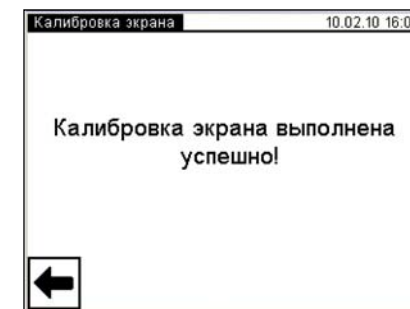 Калибровка экрана 10.02.10 16:0
Калибровка экрана выполнена
успешно!